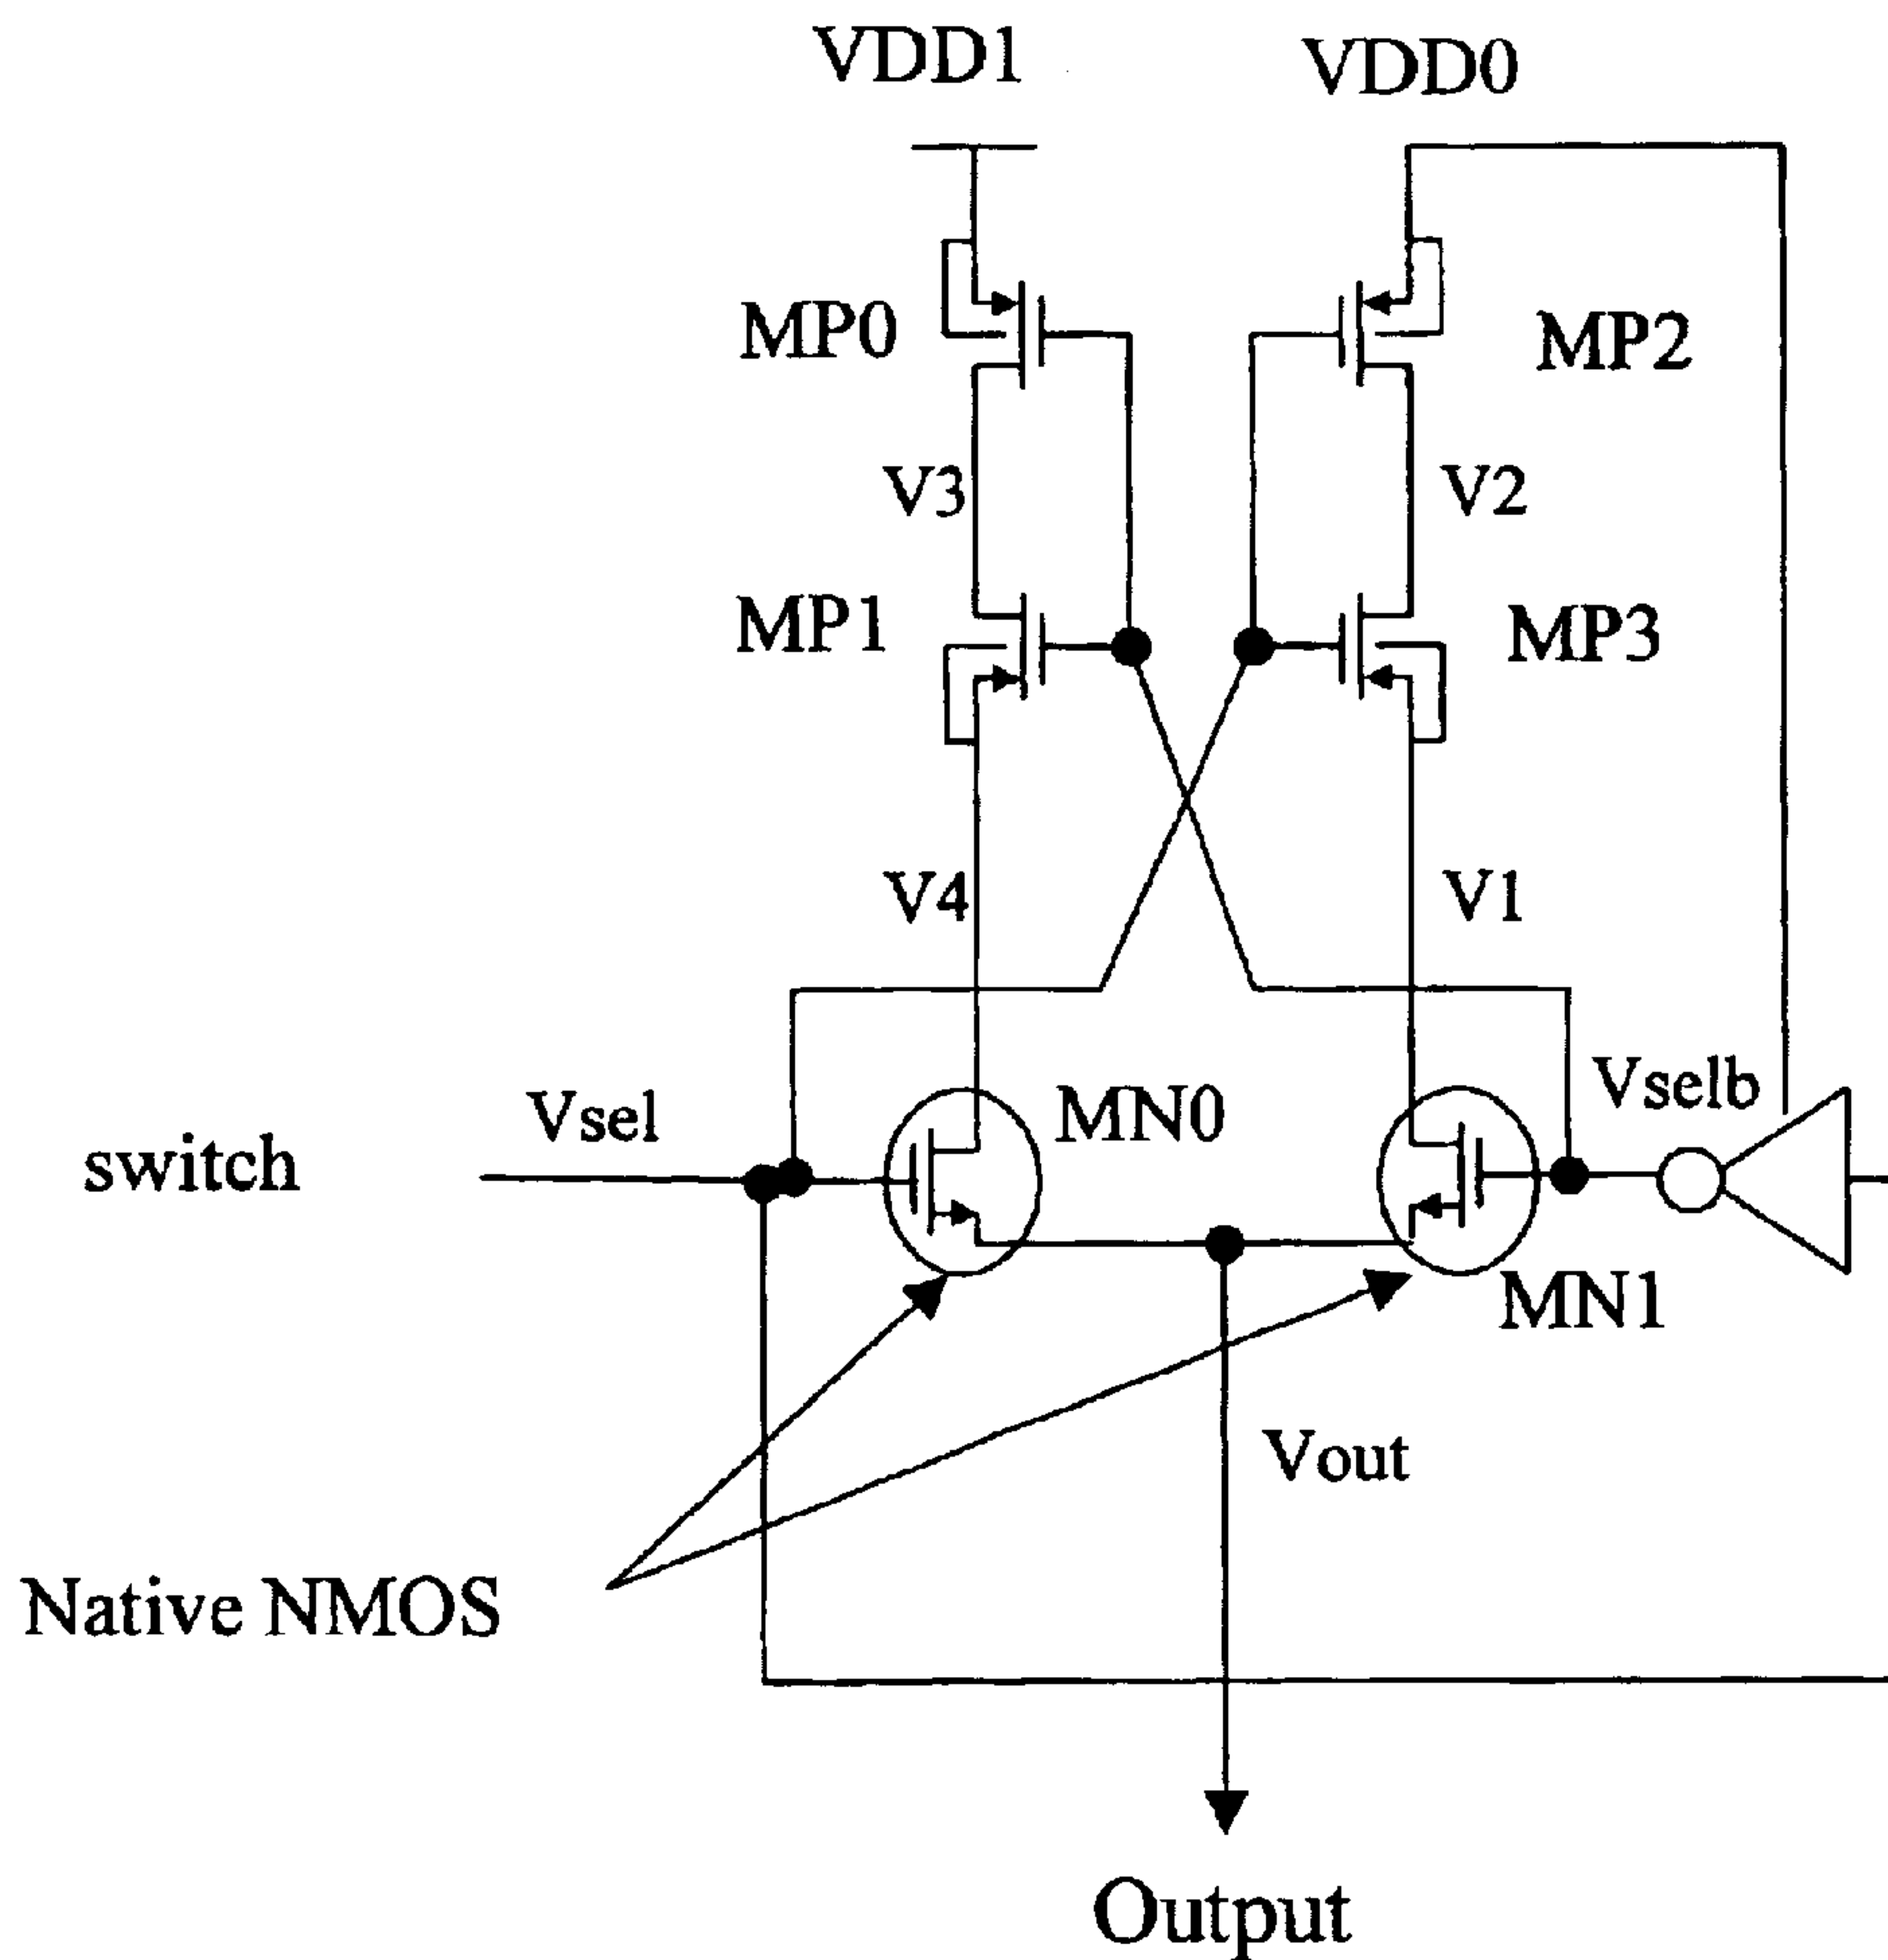 VDD1
VDD0
MP0
MP2
V3
V2
MP1
MP3
V4
V1
Vselb
MN0
Vsel
switch
MN1
Vout
Native NMOS
Output